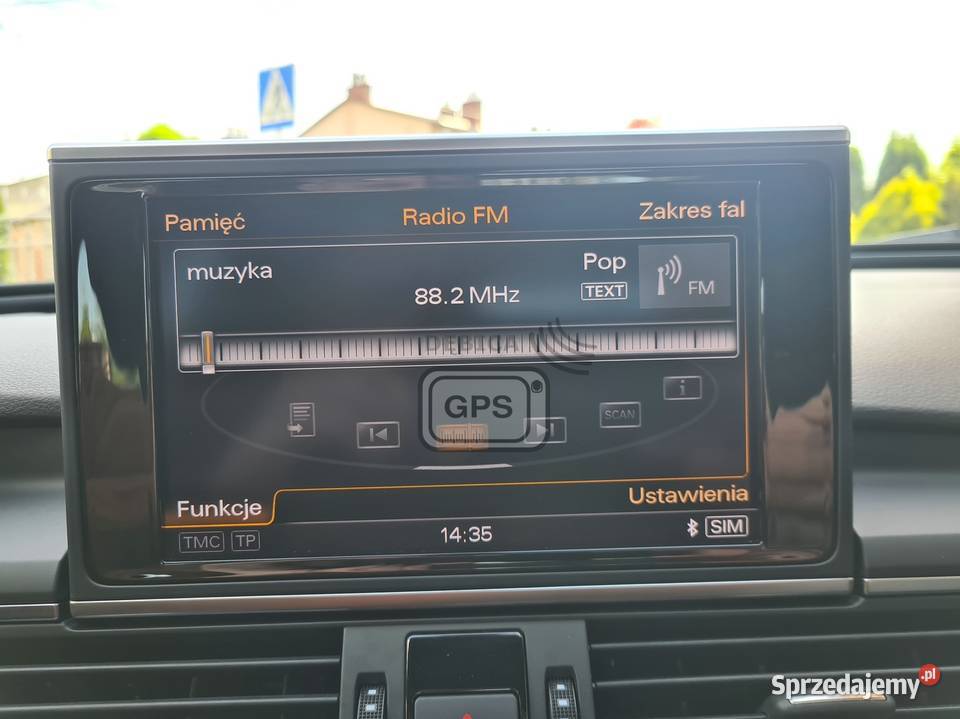 Pamięć Radio FM Zakres fal
muzyka Pop
88.2 MHz TEXT FM
DĘBICA
GPS
SCAN i
Funkcje Ustawienia
TMC TP 14:35 SIM
Sprzedajemy.pl